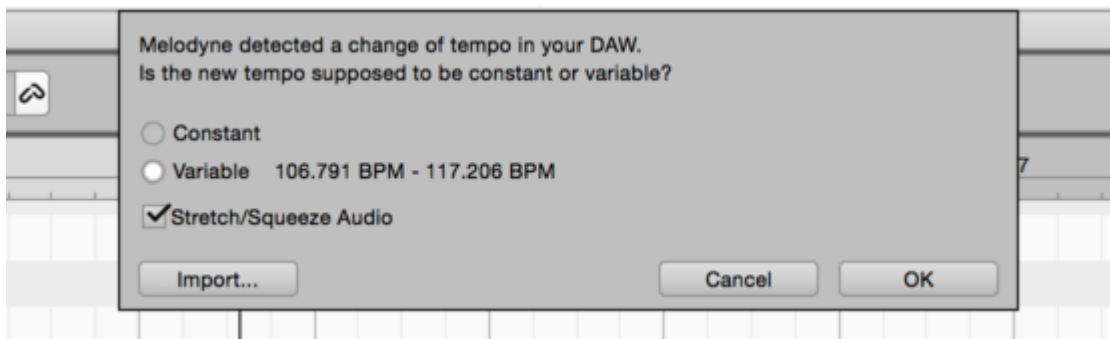 Melodyne detected a change of tempo in your DAW.
Is the new tempo supposed to be constant or variable?
Constant
7
Variable 106.791 BPM - 117.206 BPM
Stretch/Squeeze Audio
Import...
Cancel
OK